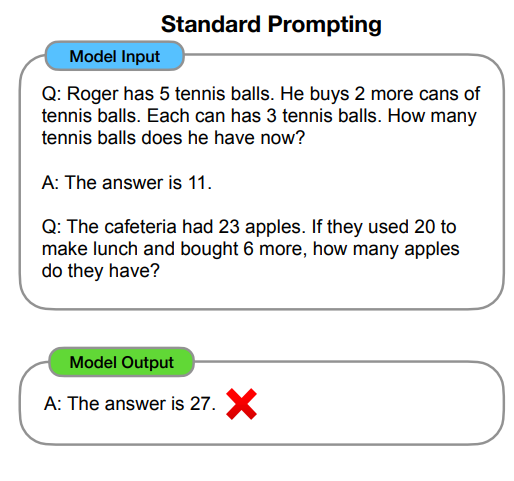 Standard Prompting
Model Input
Q: Roger has 5 tennis balls. He buys 2 more cans of
tennis balls. Each can has 3 tennis balls. How many
tennis balls does he have now?
A: The answer is 11.
Q: The cafeteria had 23 apples. If they used 20 to
make lunch and bought 6 more, how many apples
do they have?
Model Output
A: The answer is 27.